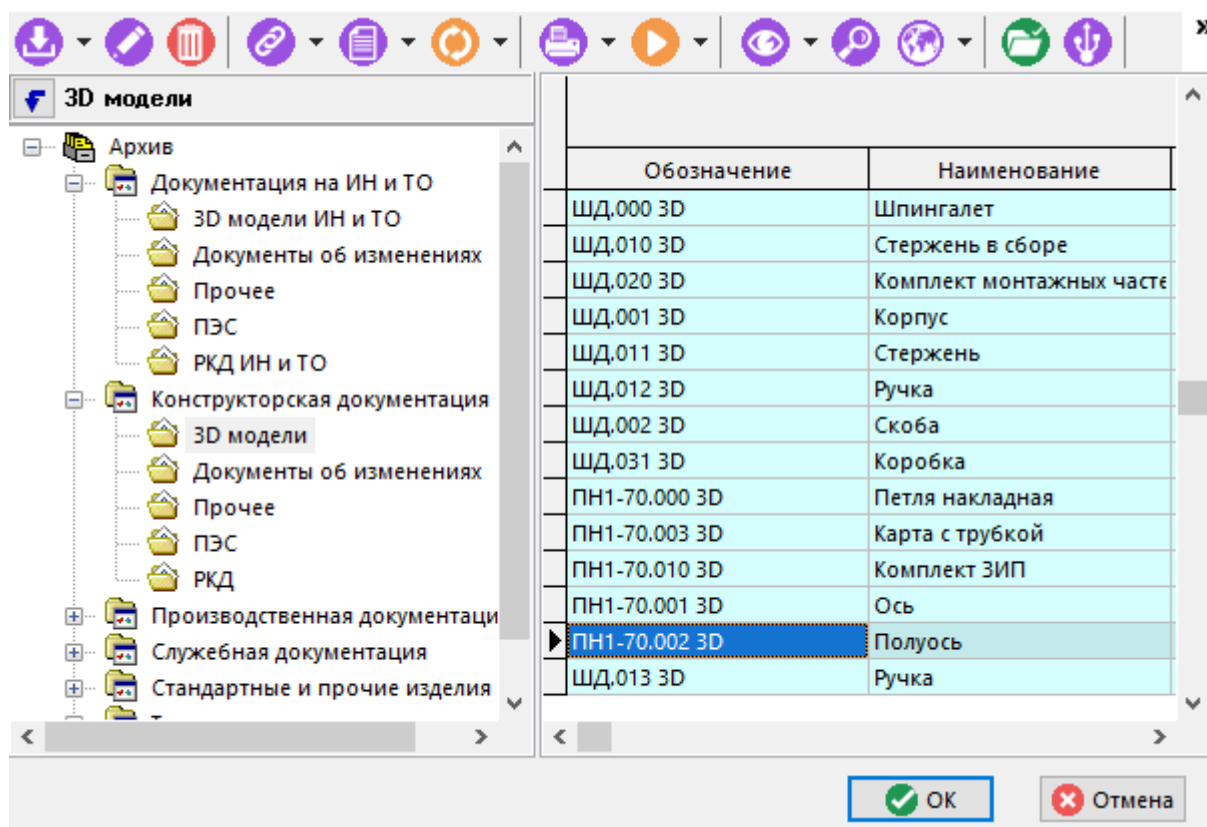 »
3D модели
Архив
Документация на ИН и ТО
3D модели ИН и ТО
Документы об изменениях
Прочее
ПЭС
РКД ИН и ТО
Конструкторская документация
3D модели
Документы об изменениях
Прочее
ПЭС
РКД
Производственная документаци
Служебная документация
Стандартные и прочие изделия
Обозначение Наименование
ШД.000 3D Шпингалет
ШД.010 3D Стержень в сборе
ШД.020 3D Комплект монтажных часте
ШД.001 3D Корпус
ШД.011 3D Стержень
ШД.012 3D Ручка
ШД.002 3D Скоба
ШД.031 3D Коробка
ПН1-70.000 3D Петля накладная
ПН1-70.003 3D Карта с трубкой
ПН1-70.010 3D Комплект ЗИП
ПН1-70.001 3D Ось
ПН1-70.002 3D Полуось
ШД.013 3D Ручка
ОК Отмена